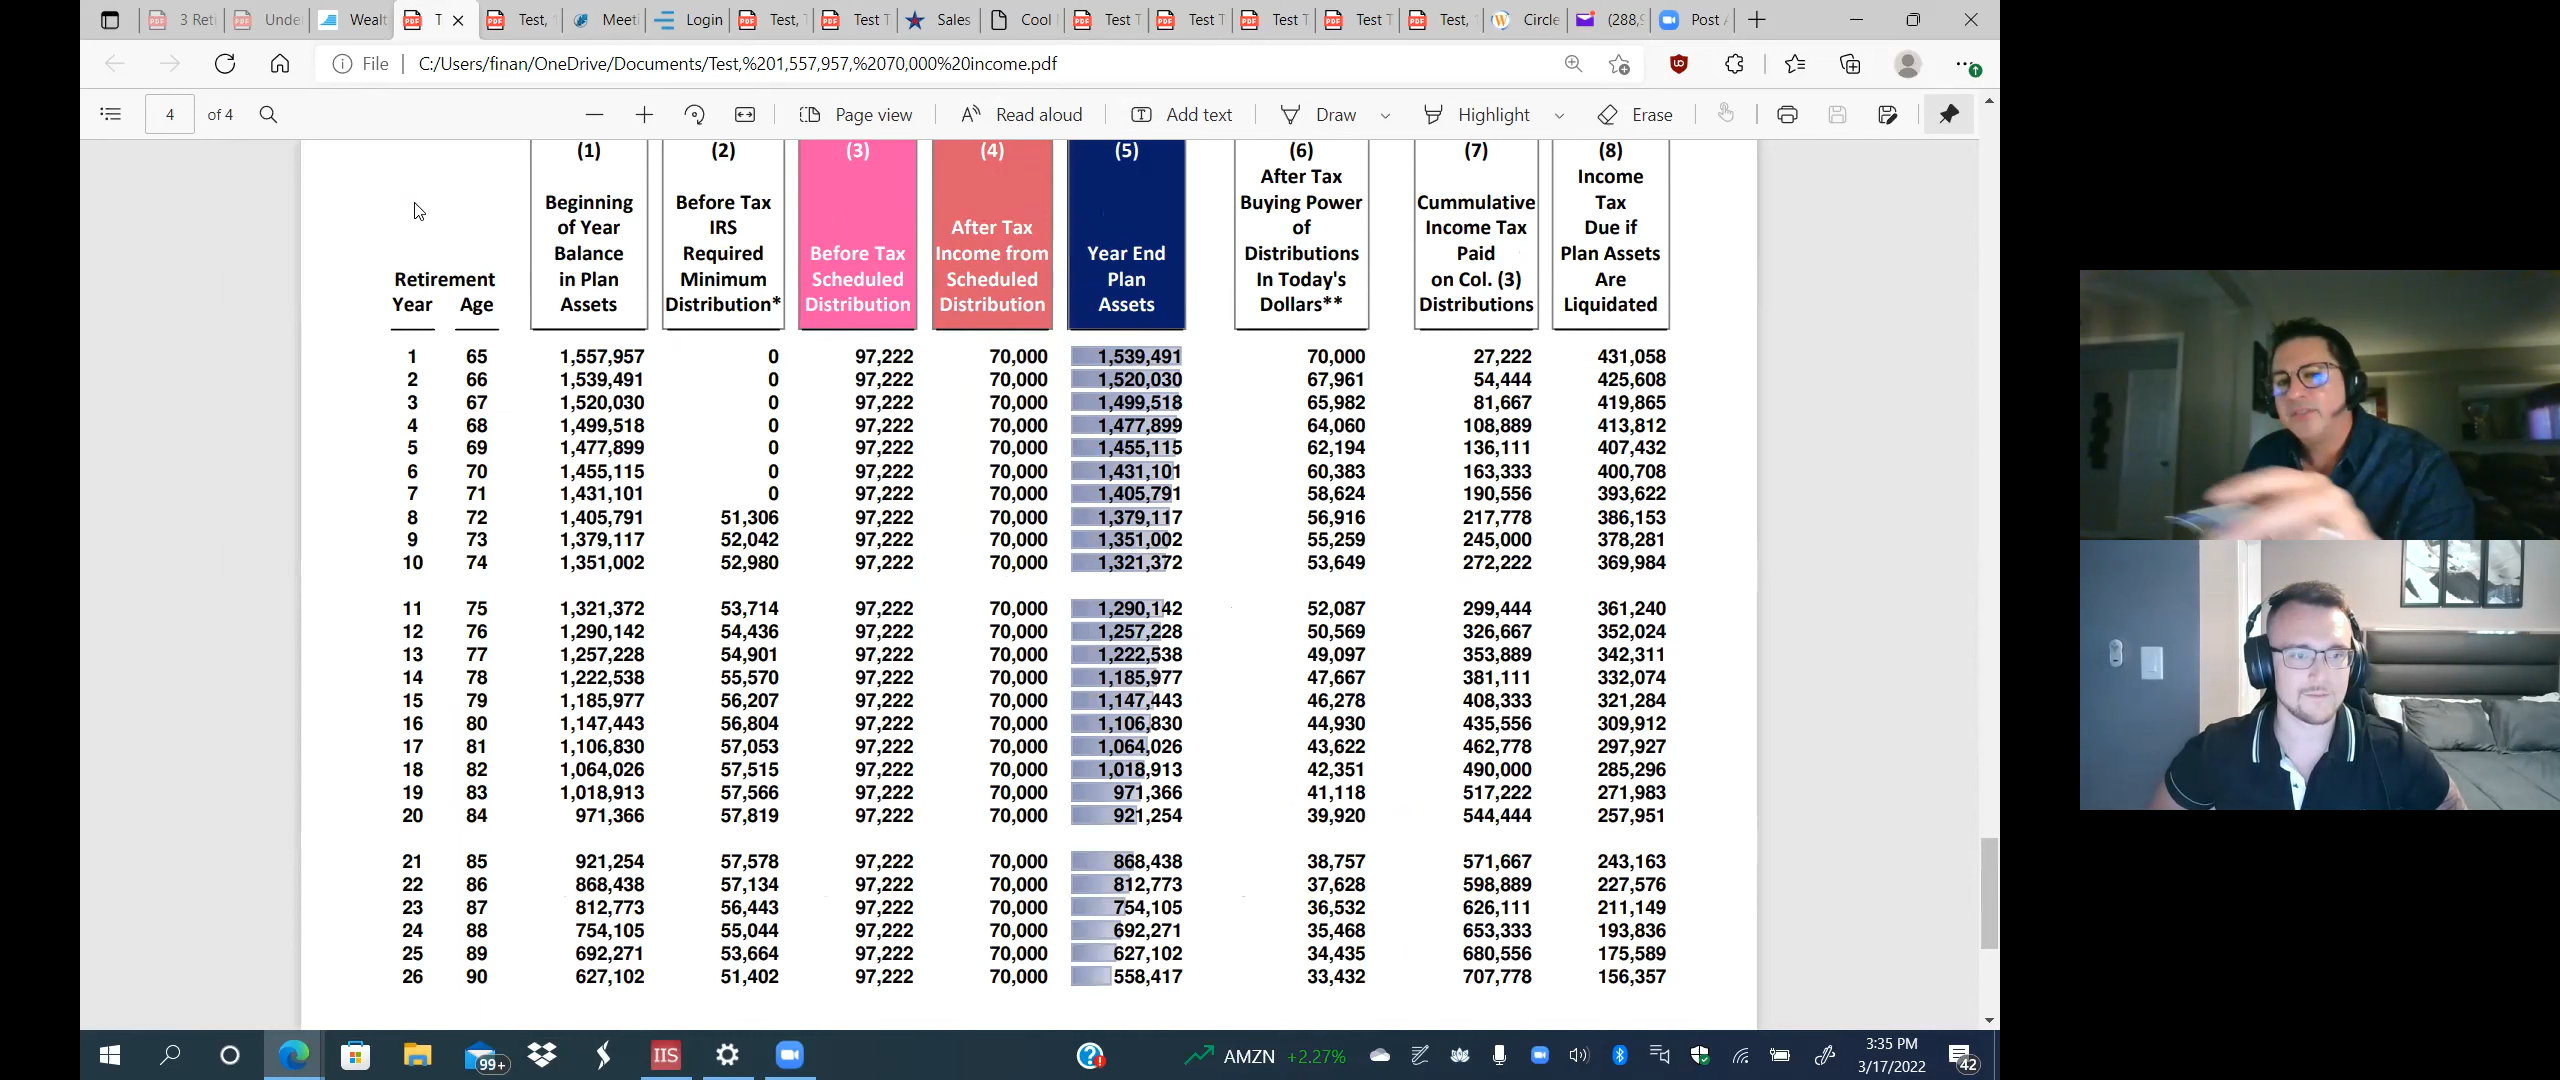 3 Reti
Unde
Wealt
T
Test,
Meeti
Login
Test,
Test T
Sales
Cool
Test T
Test T
Test T
Test T
Test,
Circle
(288,
Post
File C:/Users/finan/OneDrive/Documents/Test,%201,557,957,%2070,000%20income.pdf
4 of 4 Page view Read aloud Add text Draw Highlight Erase
Retirement
Year Age
(1)
Beginning
of Year
Balance
in Plan
Assets
(2)
Before Tax
IRS
Required
Minimum
Distribution*
(3)
Before Tax
Scheduled
Distribution
(4)
After Tax
Income from
Scheduled
Distribution
(5)
Year End
Plan
Assets
(6)
After Tax
Buying Power
of
Distributions
In Today's
Dollars**
(7)
Cummulative
Income Tax
Paid
on Col. (3)
Distributions
(8)
Income
Tax
Due if
Plan Assets
Are
Liquidated
1 65 1,557,957 0 97,222 70,000 1,539,491 70,000 27,222 431,058
2 66 1,539,491 0 97,222 70,000 1,520,030 67,961 54,444 425,608
3 67 1,520,030 0 97,222 70,000 1,499,518 65,982 81,667 419,865
4 68 1,499,518 0 97,222 70,000 1,477,899 64,060 108,889 413,812
5 69 1,477,899 0 97,222 70,000 1,455,115 62,194 136,111 407,432
6 70 1,455,115 0 97,222 70,000 1,431,101 60,383 163,333 400,708
7 71 1,431,101 0 97,222 70,000 1,405,791 58,624 190,556 393,622
8 72 1,405,791 51,306 97,222 70,000 1,379,117 56,916 217,778 386,153
9 73 1,379,117 52,042 97,222 70,000 1,351,002 55,259 245,000 378,281
10 74 1,351,002 52,980 97,222 70,000 1,321,372 53,649 272,222 369,984
11 75 1,321,372 53,714 97,222 70,000 1,290,142 52,087 299,444 361,240
12 76 1,290,142 54,436 97,222 70,000 1,257,228 50,569 326,667 352,024
13 77 1,257,228 54,901 97,222 70,000 1,222,538 49,097 353,889 342,311
14 78 1,222,538 55,570 97,222 70,000 1,185,977 47,667 381,111 332,074
15 79 1,185,977 56,207 97,222 70,000 1,147,443 46,278 408,333 321,284
16 80 1,147,443 56,804 97,222 70,000 1,106,830 44,930 435,556 309,912
17 81 1,106,830 57,053 97,222 70,000 1,064,026 43,622 462,778 297,927
18 82 1,064,026 57,515 97,222 70,000 1,018,913 42,351 490,000 285,296
19 83 1,018,913 57,566 97,222 70,000 971,366 41,118 517,222 271,983
20 84 971,366 57,819 97,222 70,000 921,254 39,920 544,444 257,951
21 85 921,254 57,578 97,222 70,000 868,438 38,757 571,667 243,163
22 86 868,438 57,134 97,222 70,000 812,773 37,628 598,889 227,576
23 87 812,773 56,443 97,222 70,000 754,105 36,532 626,111 211,149
24 88 754,105 55,044 97,222 70,000 692,271 35,468 653,333 193,836
25 89 692,271 53,664 97,222 70,000 627,102 34,435 680,556 175,589
26 90 627,102 51,402 97,222 70,000 558,417 33,432 707,778 156,357
99+
IIS
AMZN +2.27%
3:35 PM
3/17/2022
42